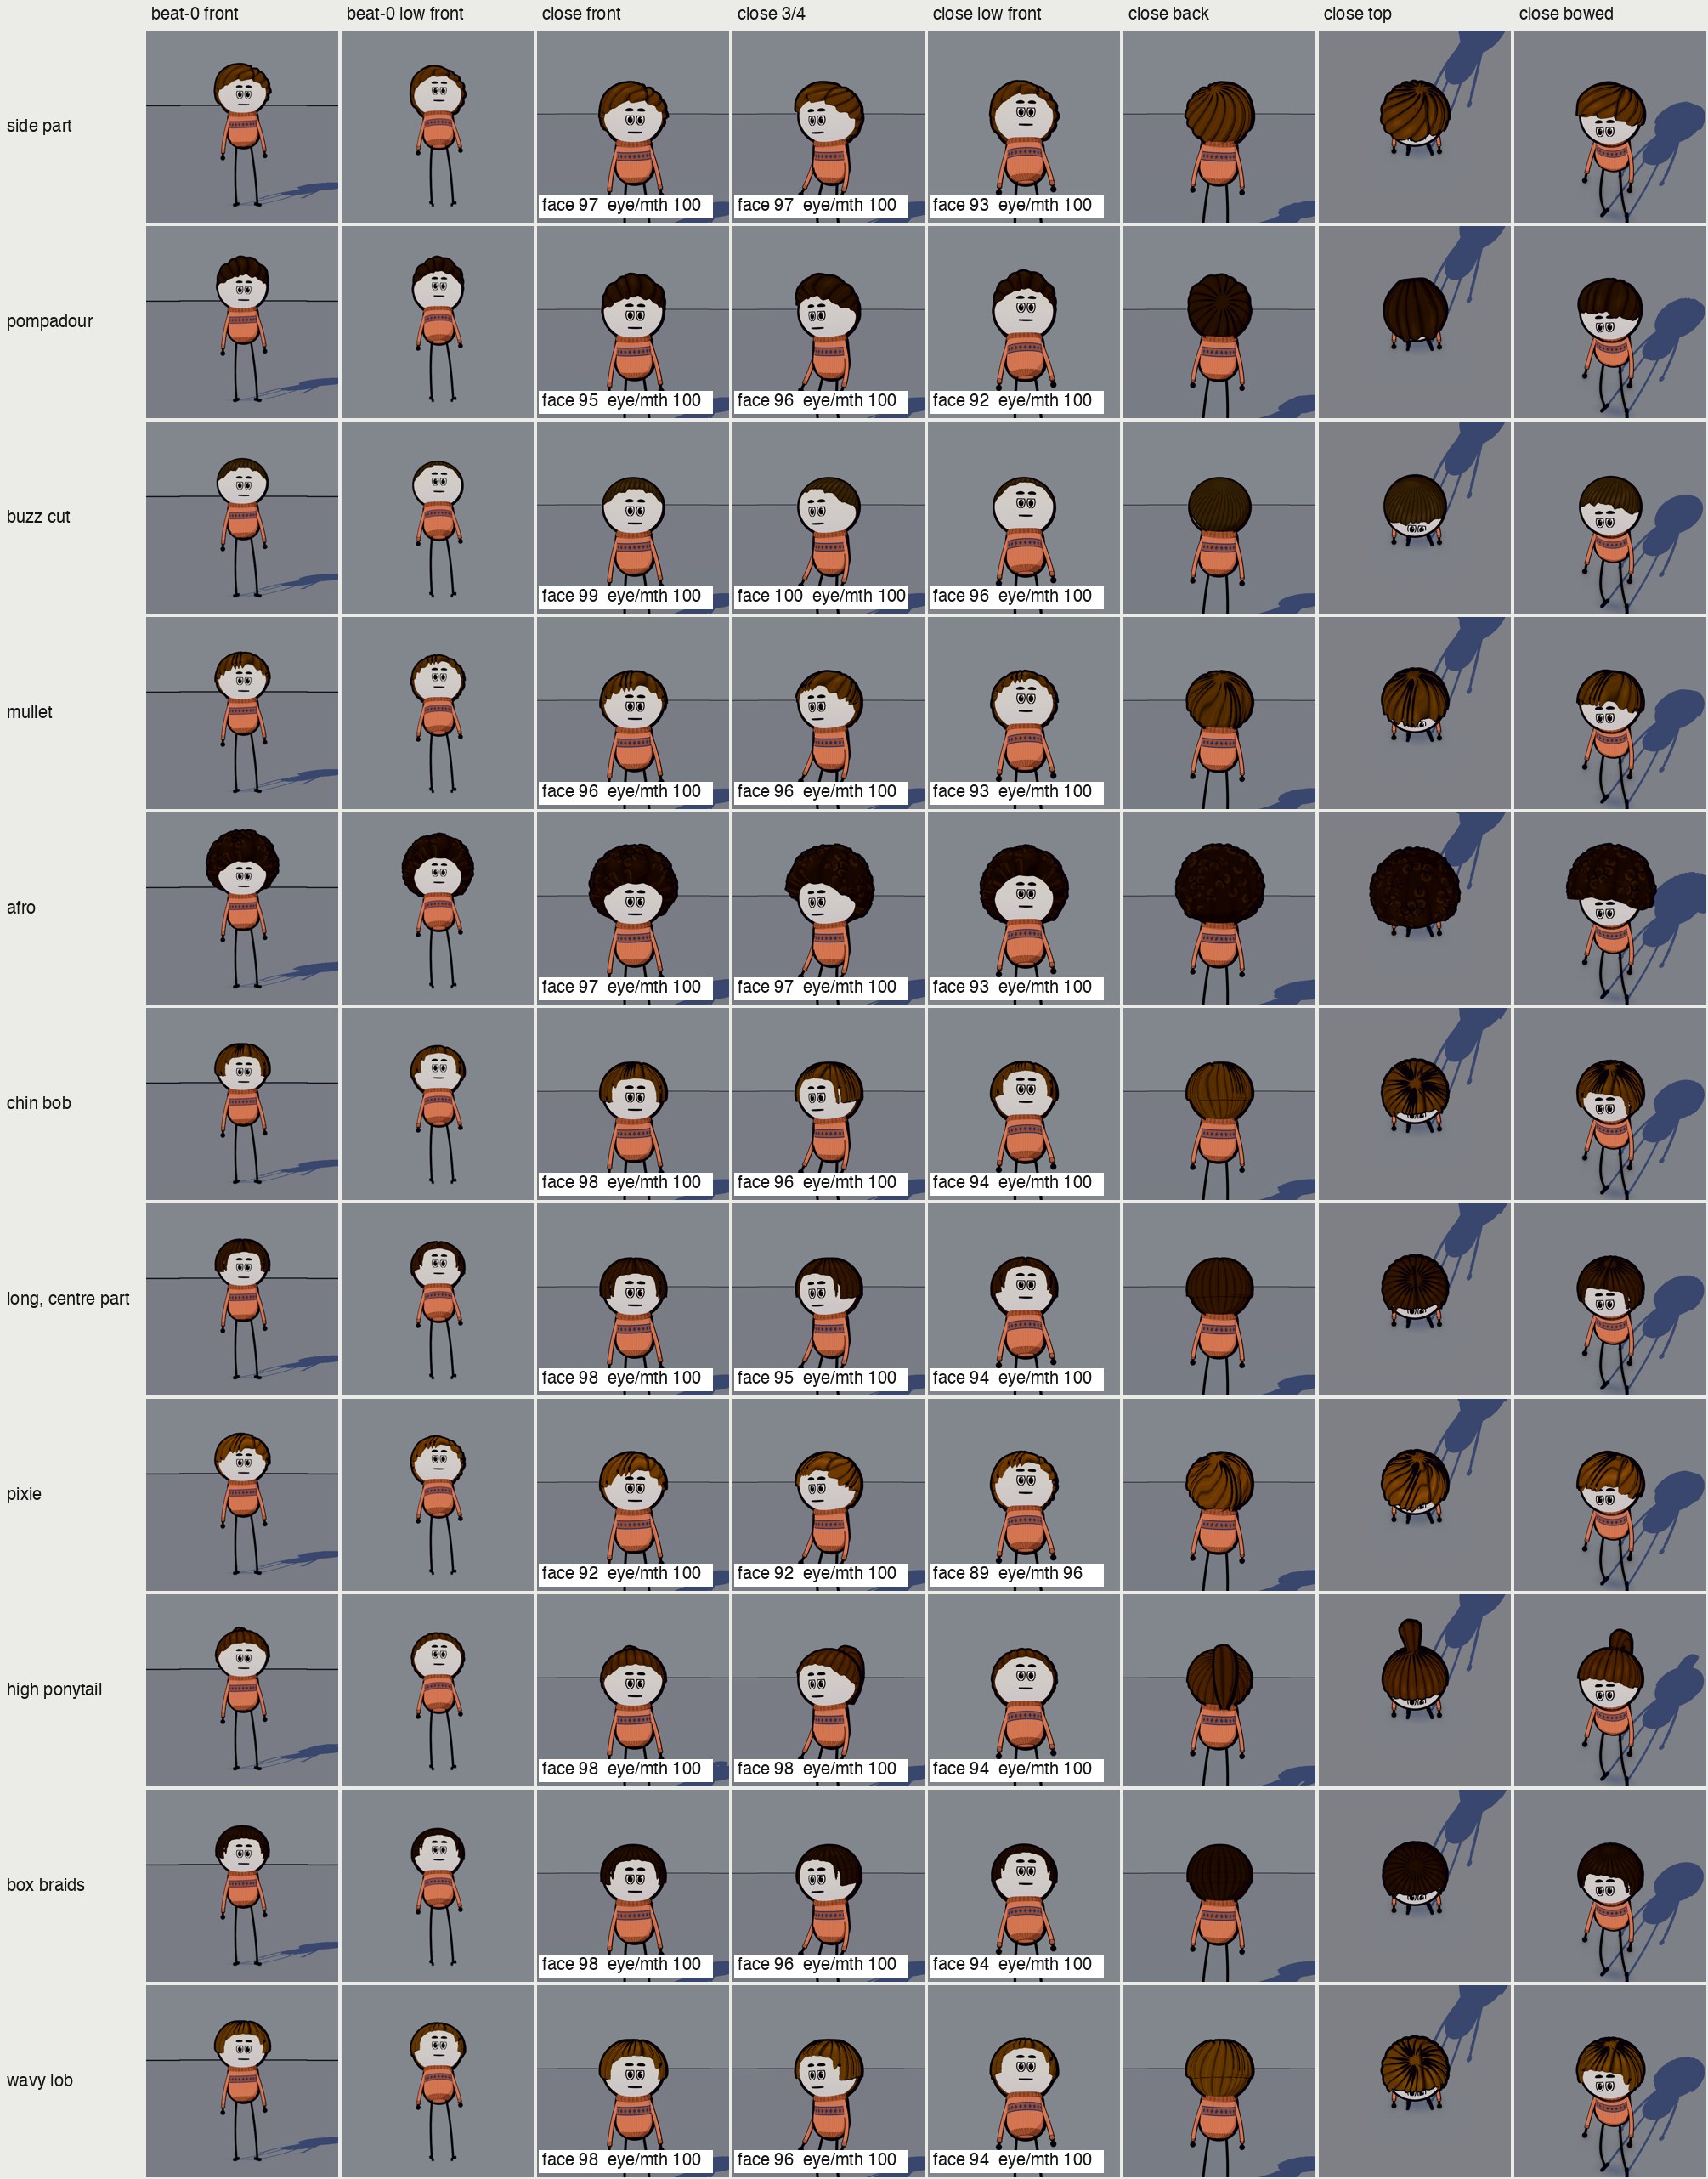 beat-0 front beat-0 low front close front close 3/4 close low front close back close top close bowed
side part
face 97 eye/mth 100 face 97 eye/mth 100 face 93 eye/mth 100
pompadour
face 95 eye/mth 100 face 96 eye/mth 100 face 92 eye/mth 100
buzz cut
face 99 eye/mth 100 face 100 eye/mth 100 face 96 eye/mth 100
mullet
face 96 eye/mth 100 face 96 eye/mth 100 face 93 eye/mth 100
afro
face 97 eye/mth 100 face 97 eye/mth 100 face 93 eye/mth 100
chin bob
face 98 eye/mth 100 face 96 eye/mth 100 face 94 eye/mth 100
long, centre part
face 98 eye/mth 100 face 95 eye/mth 100 face 94 eye/mth 100
pixie
face 92 eye/mth 100 face 92 eye/mth 100 face 89 eye/mth 96
high ponytail
face 98 eye/mth 100 face 98 eye/mth 100 face 94 eye/mth 100
box braids
face 98 eye/mth 100 face 96 eye/mth 100 face 94 eye/mth 100
wavy lob
face 98 eye/mth 100 face 96 eye/mth 100 face 94 eye/mth 100